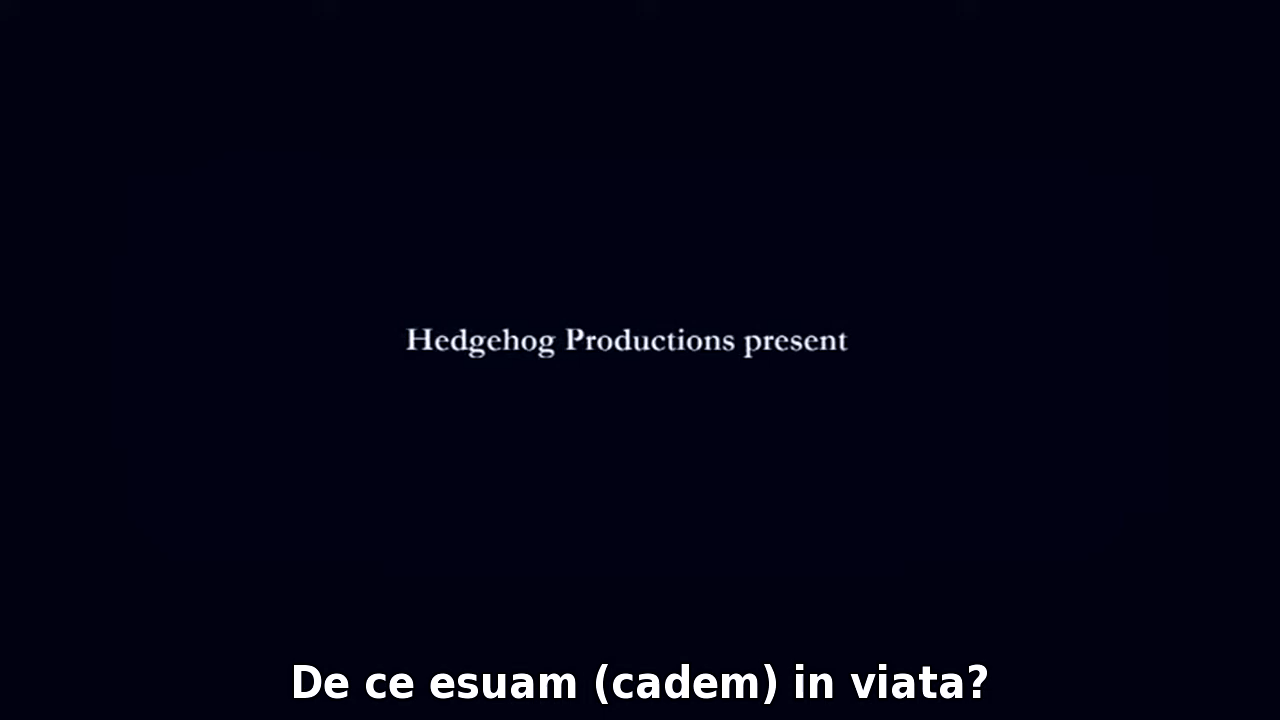 Hedgehog Productions present
De ce esuam (cadem) in viata?